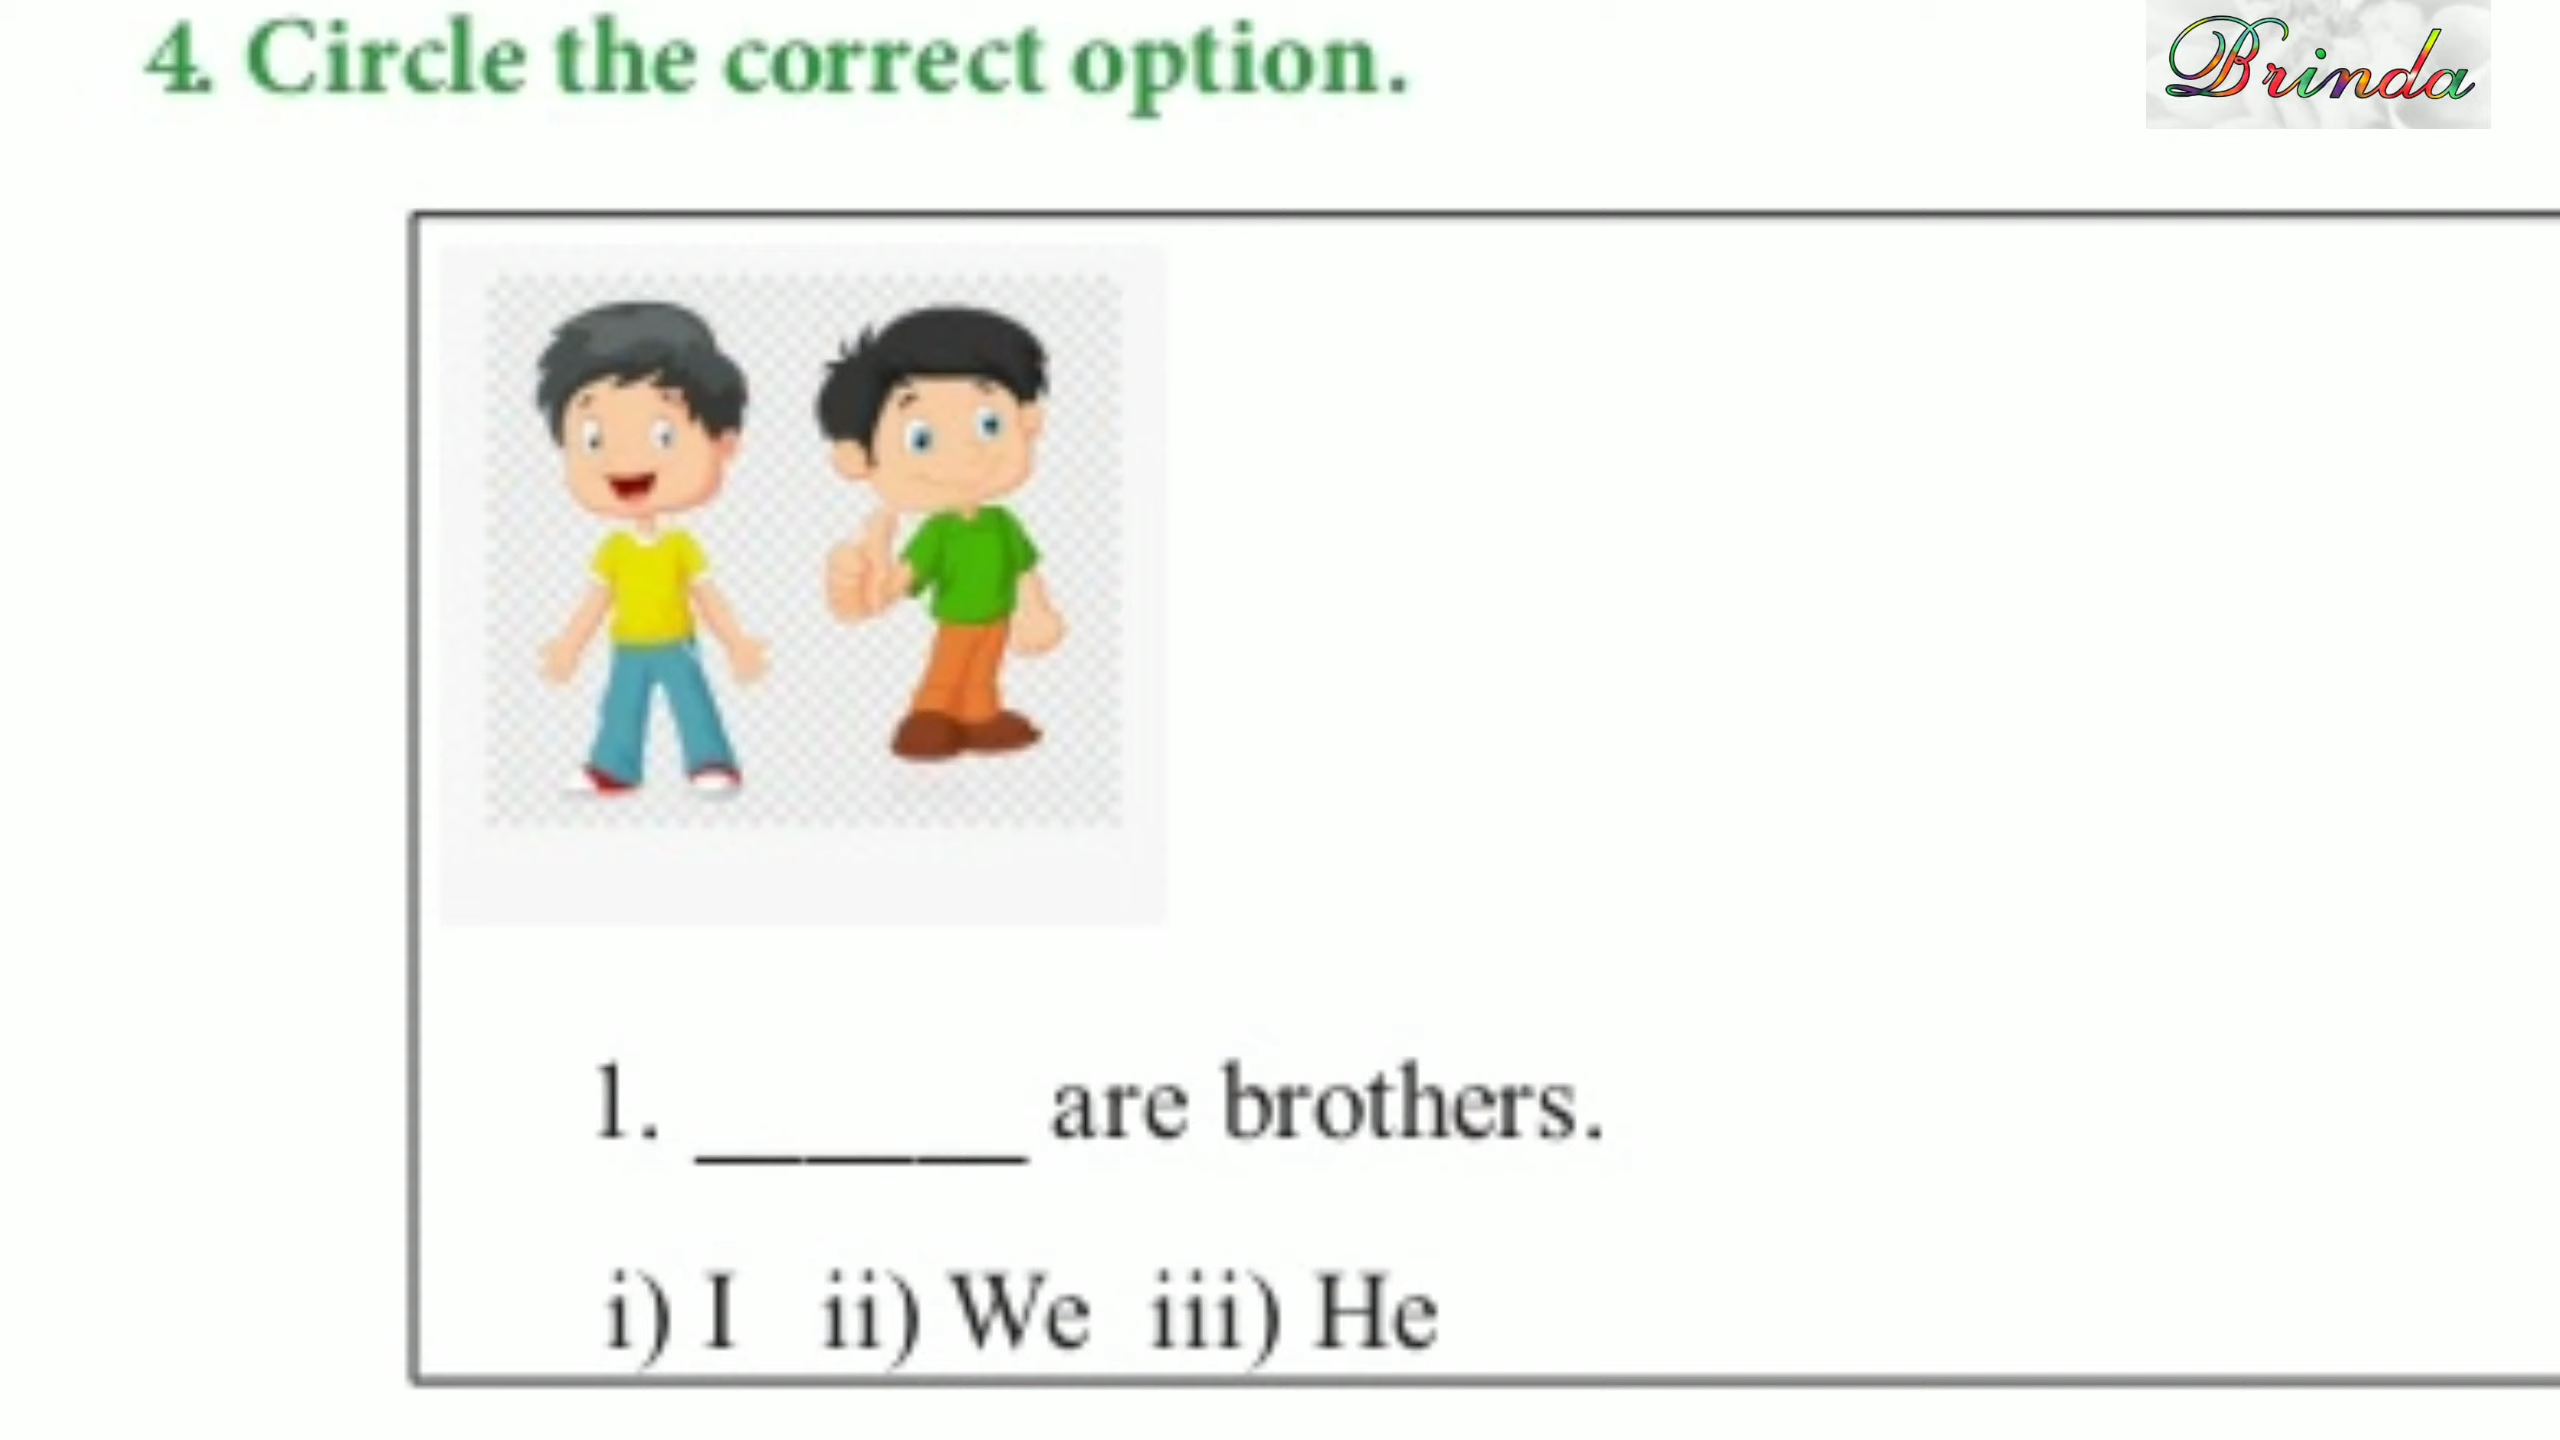 4. Circle the correct option.
Brinda
1. ______ are brothers.
i) I ii) We iii) He